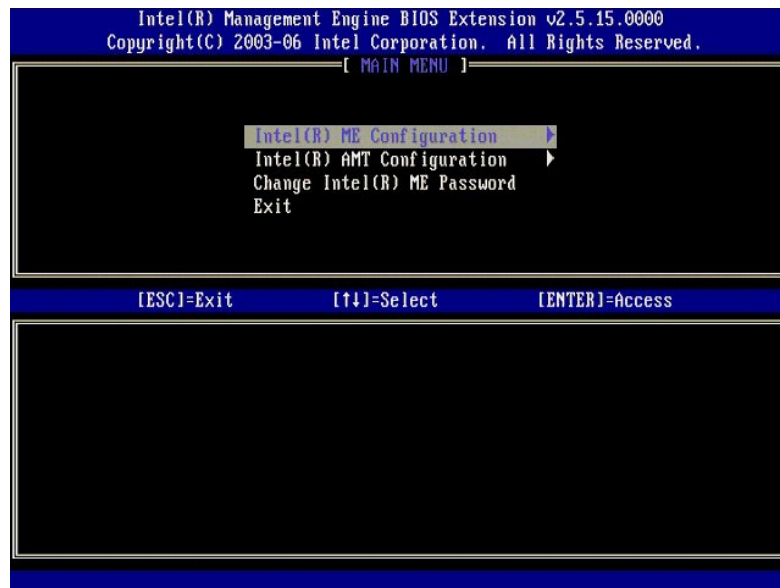 Intel(R) Management Engine BIOS Extension v2.5.15.0000
Copyright(C) 2003-06 Intel Corporation. All Rights Reserved.
[ MAIN MENU ]
Intel(R) ME Configuration ►
Intel(R) AMT Configuration ►
Change Intel(R) ME Password
Exit
[ESC]=Exit [↑↓]=Select [ENTER]=Access